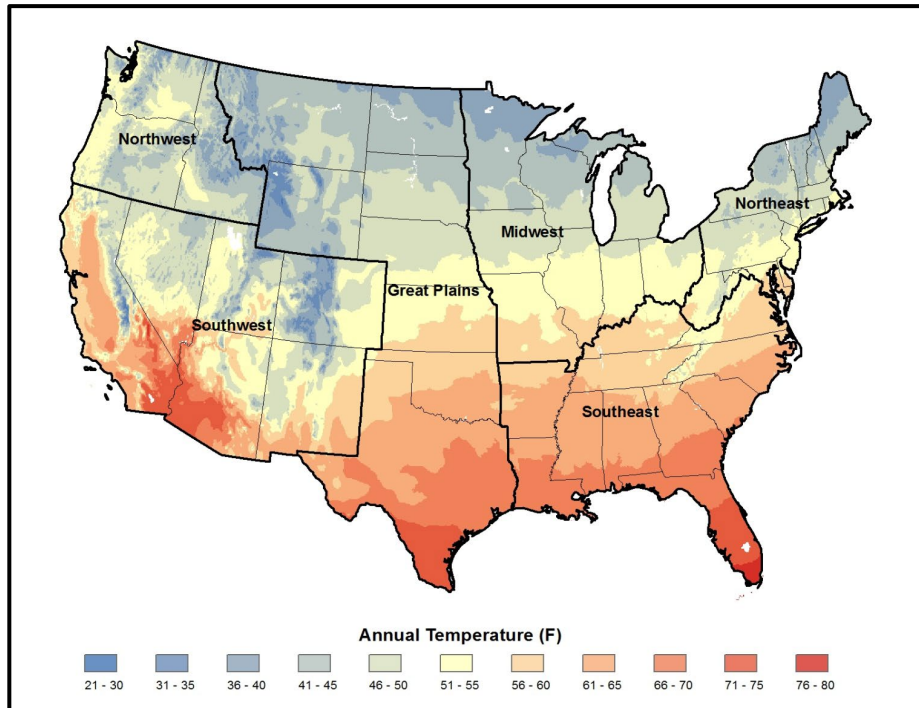 Northwest
Northeast
Midwest
Great Plains
Southwest
Southeast
Annual Temperature (F)
21 - 30 31 - 35 36 - 40 41 - 45 46 - 50 51 - 55 56 - 60 61 - 65 66 - 70 71 - 75 76 - 80